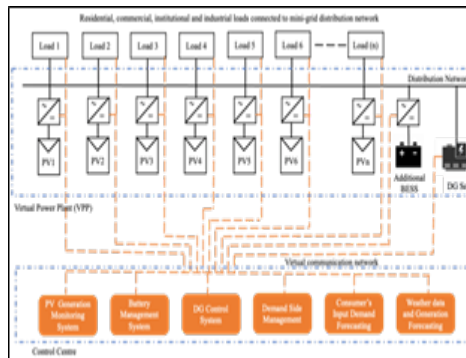 Residential, commercial, institutional and industrial loads connected to mini-grid distribution network
Load 1 Load 2 Load 3 Load 4 Load 5 Load 6 Load (n)
Distribution Networ
PV1 PV2 PV3 PV4 PV5 PV6 PVn
Additional
BESS
DG Se
Virtual Power Plant (VPP)
Virtual communication network
PV Generation
Monitoring
System
Battery
Management
System
DG Control
System
Demand Side
Management
Consumer's
Input Demand
Forecasting
Weather data
and Generation
Forecasting
Control Centre